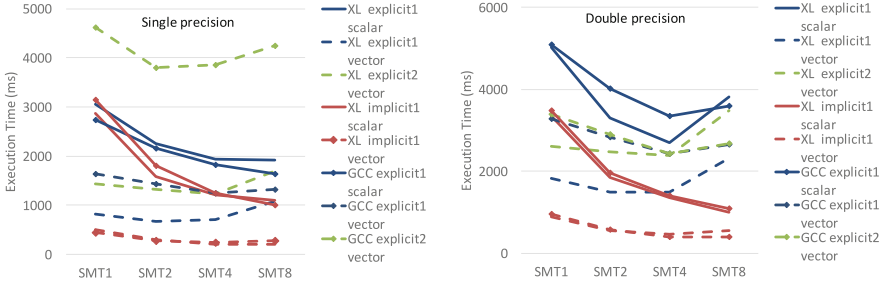 Single precision
Execution Time (ms)
5000
4000
3000
2000
1000
0
SMT1 SMT2 SMT4 SMT8
XL explicit1
scalar
XL explicit1
vector
XL explicit2
vector
XL implicit1
scalar
XL implicit1
vector
GCC explicit1
scalar
GCC explicit1
vector
GCC explicit2
vector
Double precision
Execution Time (ms)
6000
4000
2000
0
SMT1 SMT2 SMT4 SMT8
XL explicit1
scalar
XL explicit1
vector
XL explicit2
vector
XL implicit1
scalar
XL implicit1
vector
GCC explicit1
scalar
GCC explicit1
vector
GCC explicit2
vector